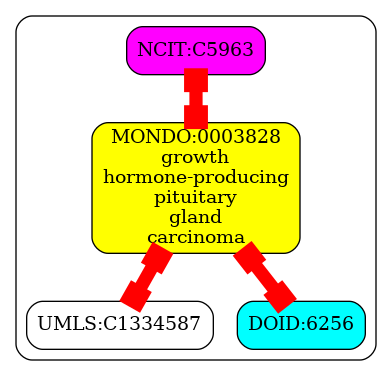 NCIT:C5963
MONDO:0003828
growth
hormone-producing
pituitary
gland
carcinoma
UMLS:C1334587
DOID:6256